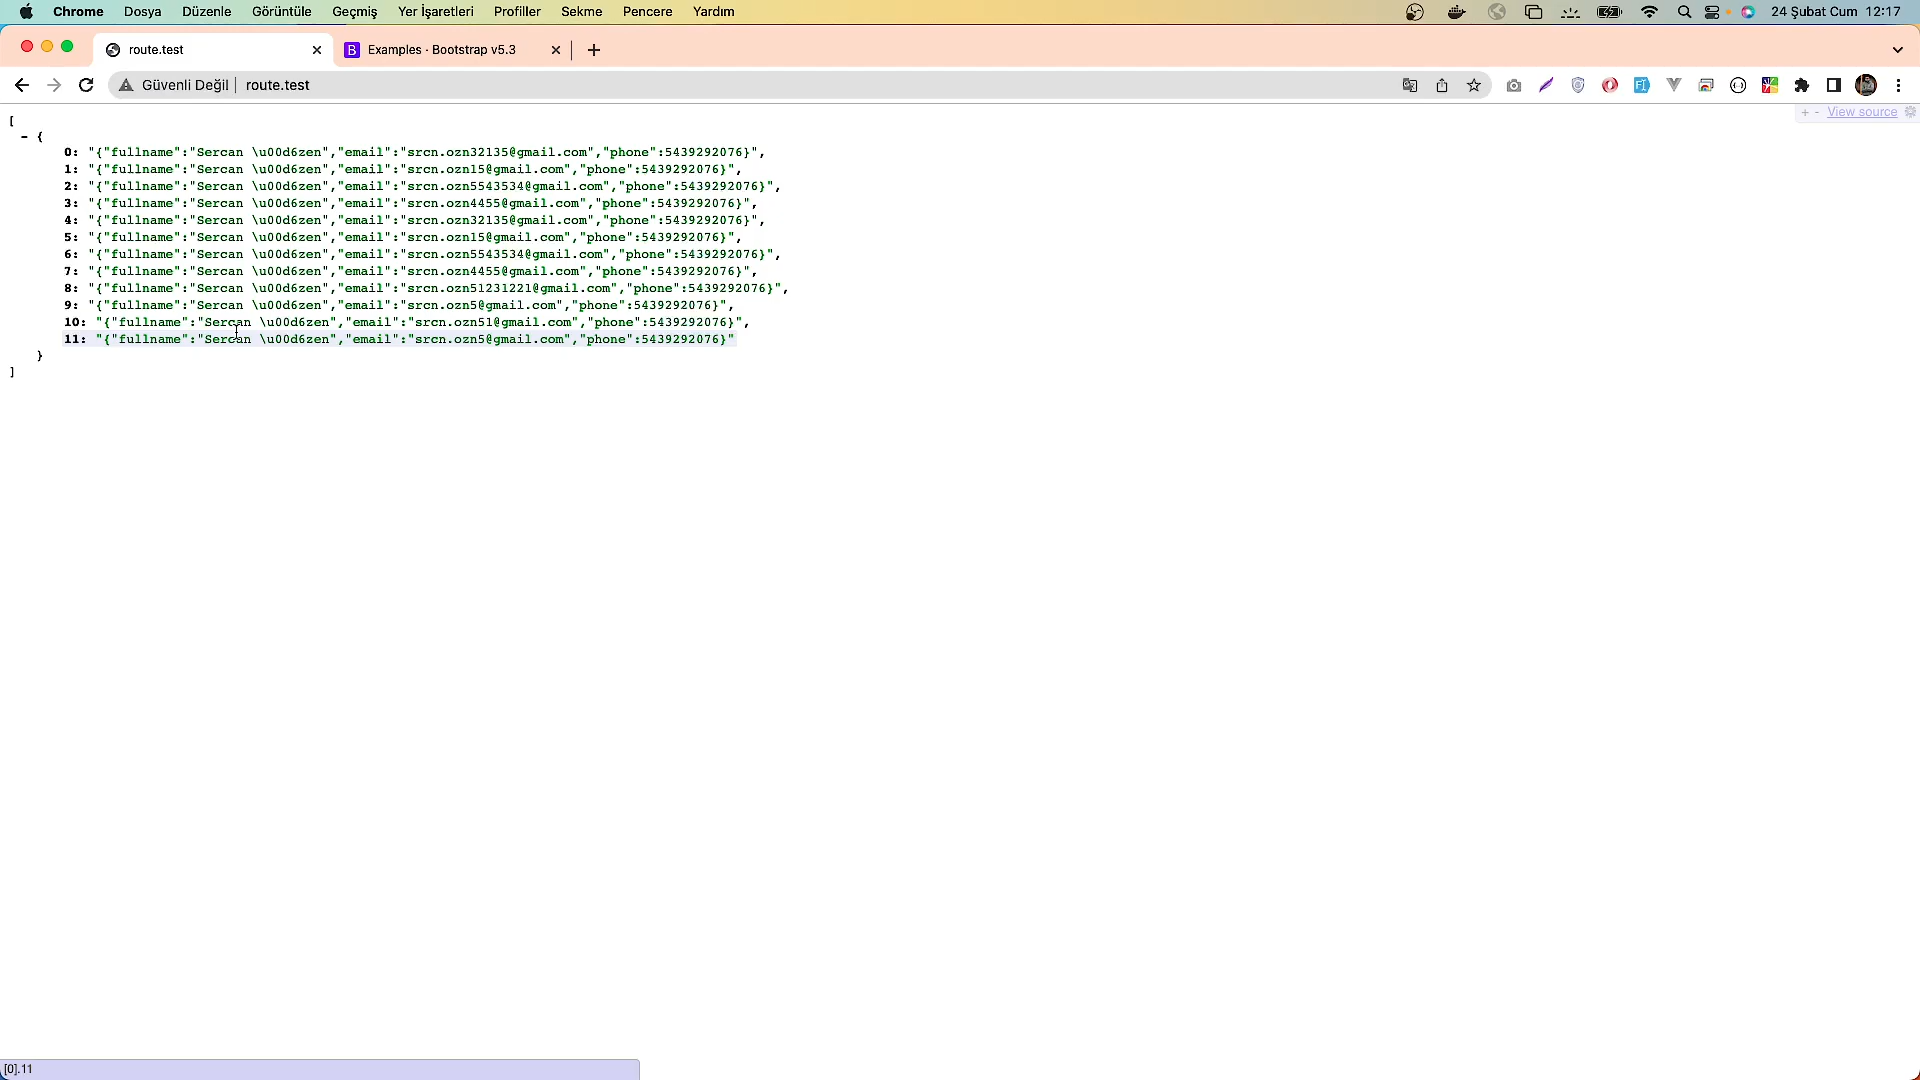 Chrome Dosya Düzenle Görüntüle Geçmiş Yer İşaretleri Profiller Sekme Pencere Yardım 24 Şubat Cum 12:17
route.test Examples · Bootstrap v5.3
Güvenli Değil route.test
+ - View source
[
- {
0: "{"fullname":"Sercan \u00d6zen","email":"srcn.ozn32135@gmail.com","phone":5439292076}",
1: "{"fullname":"Sercan \u00d6zen","email":"srcn.ozn15@gmail.com","phone":5439292076}",
2: "{"fullname":"Sercan \u00d6zen","email":"srcn.ozn5543534@gmail.com","phone":5439292076}",
3: "{"fullname":"Sercan \u00d6zen","email":"srcn.ozn4455@gmail.com","phone":5439292076}",
4: "{"fullname":"Sercan \u00d6zen","email":"srcn.ozn32135@gmail.com","phone":5439292076}",
5: "{"fullname":"Sercan \u00d6zen","email":"srcn.ozn15@gmail.com","phone":5439292076}",
6: "{"fullname":"Sercan \u00d6zen","email":"srcn.ozn5543534@gmail.com","phone":5439292076}",
7: "{"fullname":"Sercan \u00d6zen","email":"srcn.ozn4455@gmail.com","phone":5439292076}",
8: "{"fullname":"Sercan \u00d6zen","email":"srcn.ozn51231221@gmail.com","phone":5439292076}",
9: "{"fullname":"Sercan \u00d6zen","email":"srcn.ozn5@gmail.com","phone":5439292076}",
10: "{"fullname":"Sercan \u00d6zen","email":"srcn.ozn51@gmail.com","phone":5439292076}",
11: "{"fullname":"Sercan \u00d6zen","email":"srcn.ozn5@gmail.com","phone":5439292076}"
}
]
[0].11